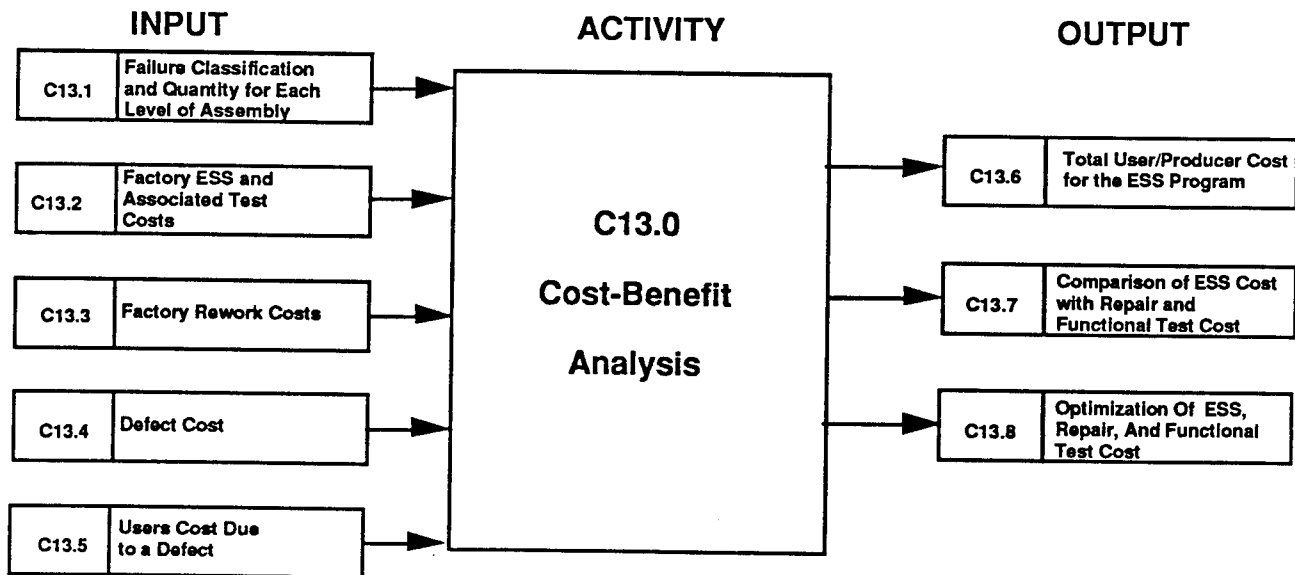 INPUT
ACTIVITY
OUTPUT
C13.1
Failure Classification
and Quantity for Each
Level of Assembly
C13.2
Factory ESS and
Associated Test
Costs
C13.3
Factory Rework Costs
C13.4
Defect Cost
C13.5
Users Cost Due
to a Defect
C13.0
Cost-Benefit
Analysis
C13.6
Total User/Producer Cost
for the ESS Program
C13.7
Comparison of ESS Cost
with Repair and
Functional Test Cost
C13.8
Optimization Of ESS,
Repair, And Functional
Test Cost